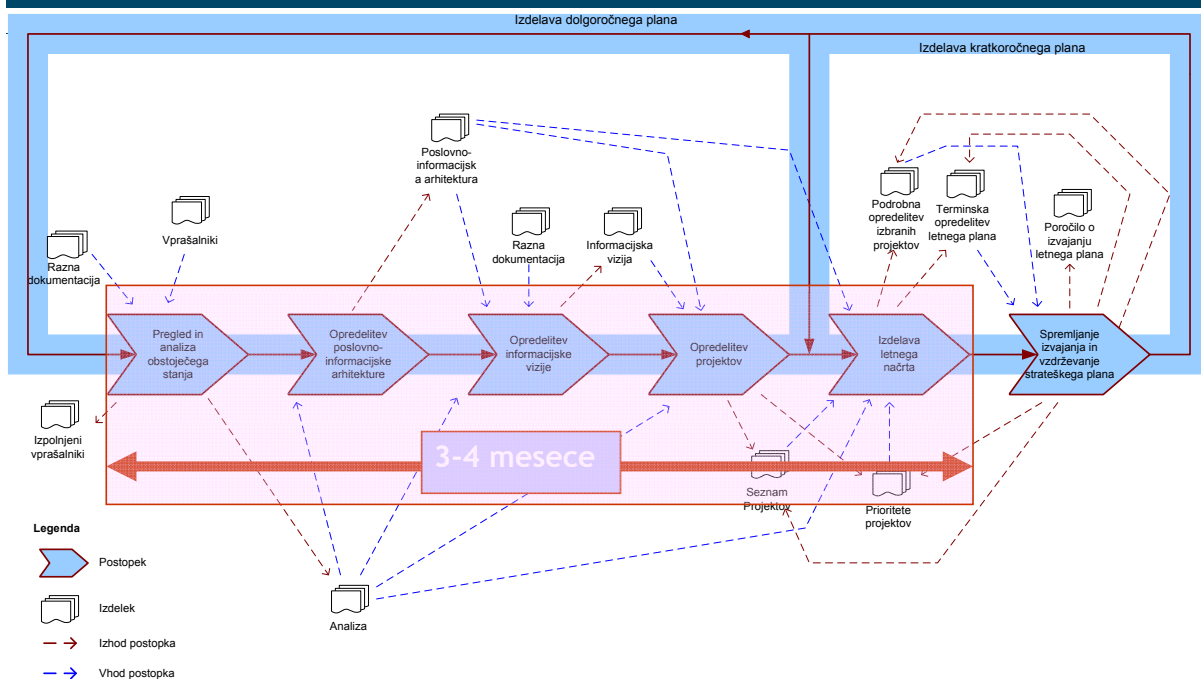 Izdelava dolgoročnega plana
Izdelava kratkoročnega plana
Poslovno-
informacijsk
a arhitektura
Podrobna
opredelitev
izbranih
projektov
Terminska
opredelitev
letnega plana
Poročilo o
izvajanju
letnega plana
Vprašalniki
Razna
dokumentacija
Razna
dokumentacija
Informacijska
vizija
Pregled in
analiza
obstoječega
stanja
Opredelitev
poslovno-
informacijske
arhitekture
Opredelitev
informacijske
vizije
Opredelitev
projektov
Izdelava
letnega
načrta
Spremljanje
izvajanja in
vzdrževanje
strateškega plana
Izpolnjeni
vprašalniki
3-4 mesece
Seznam
Projektov
Prioritete
projektov
Analiza
Legenda
Postopek
Izdelek
Izhod postopka
Vhod postopka